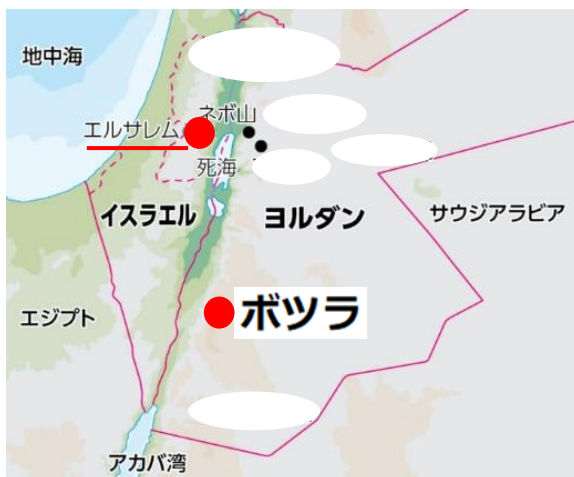 地中海
ネボ山
エルサレム
死海
イスラエル
ヨルダン
サウジアラビア
エジプト
ボツラ
アカバ湾